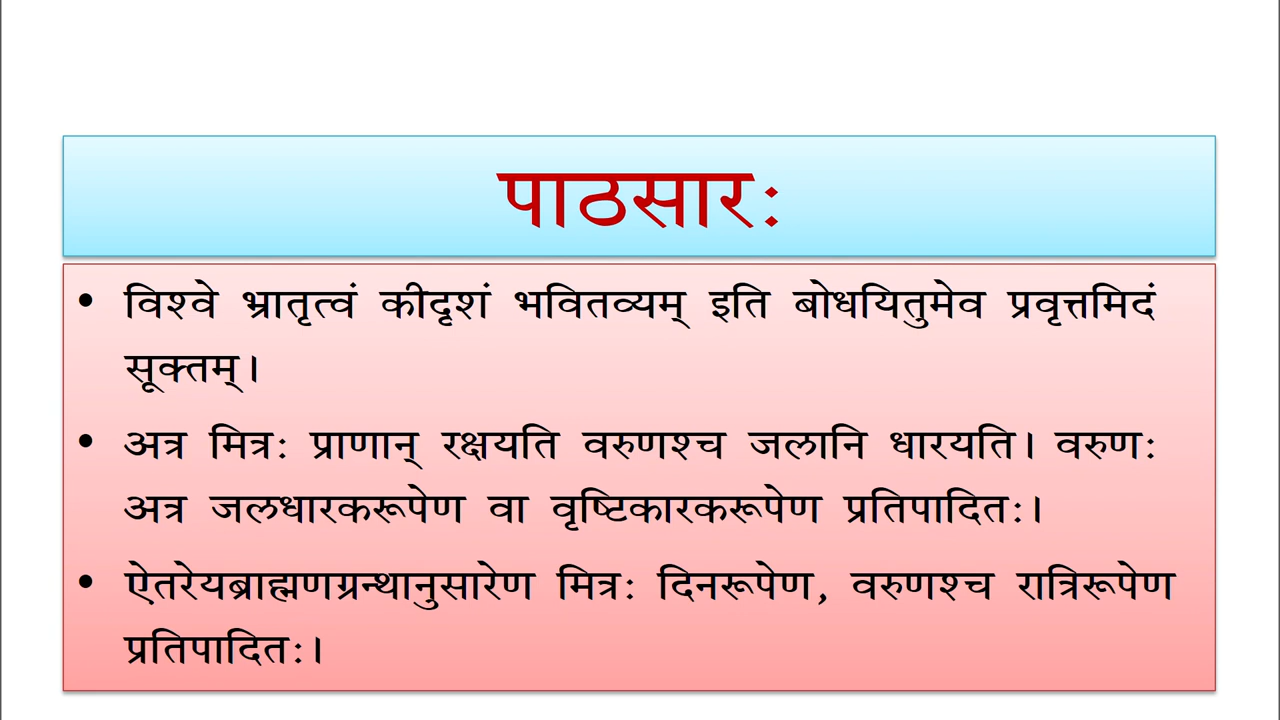 पाठसारः
• विश्वे भ्रातृत्वं कीदृशं भवितव्यम् इति बोधयितुमेव प्रवृत्तमिदं
सूक्तम्।
• अत्र मित्रः प्राणान् रक्षयति वरुणश्च जलानि धारयति। वरुणः
अत्र जलधारकरूपेण वा वृष्टिकारकरूपेण प्रतिपादितः।
• ऐतरेयब्राह्मणग्रन्थानुसारेण मित्रः दिनरूपेण, वरुणश्च रात्रिरूपेण
प्रतिपादितः।